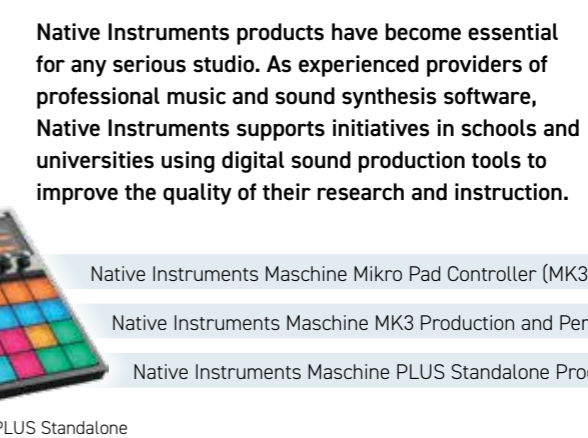 Native Instruments products have become essential
for any serious studio. As experienced providers of
professional music and sound synthesis software,
Native Instruments supports initiatives in schools and
universities using digital sound production tools to
improve the quality of their research and instruction.
Native Instruments Maschine Mikro Pad Controller (MK3
Native Instruments Maschine MK3 Production and
Native Instruments Maschine PLUS Standalone
PLUS Standalone